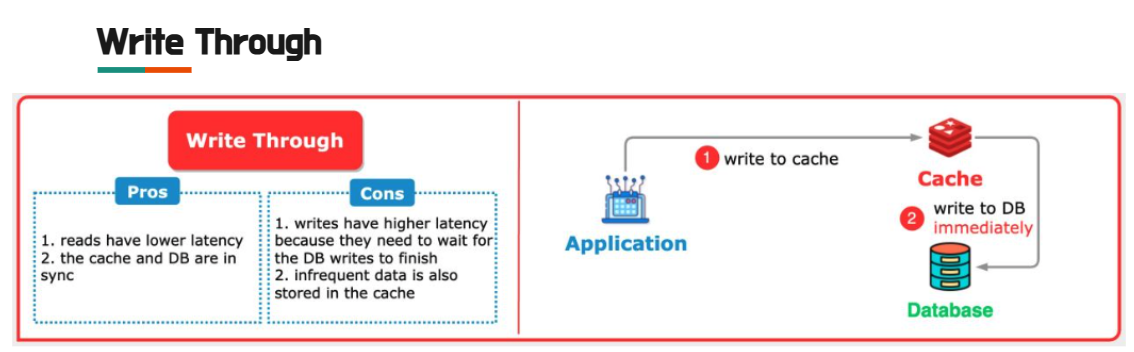 Write Through
Write Through
Pros
1. reads have lower latency
2. the cache and DB are in
sync
Cons
1. writes have higher latency
because they need to wait for
the DB writes to finish
2. infrequent data is also
stored in the cache
1 write to cache
Application
Cache
2 write to DB
immediately
Database